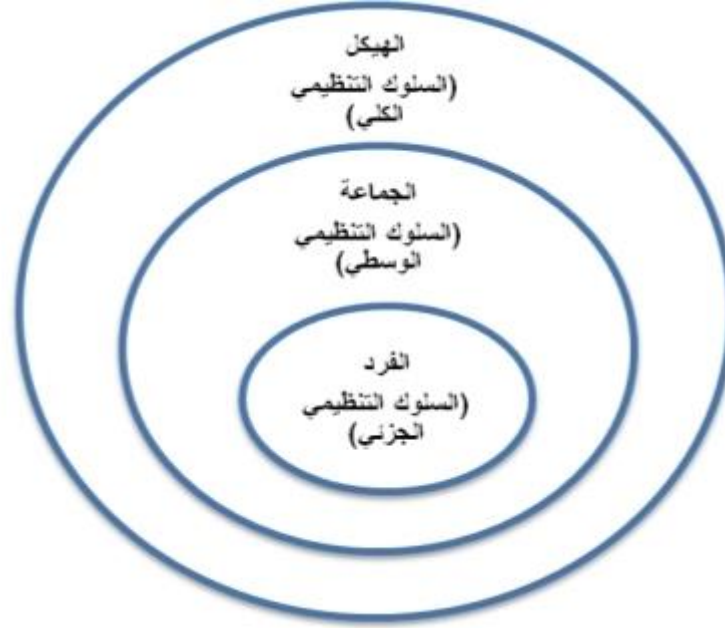 الهيكل
(السلوك التنظيمي
الكلي)
الجماعة
(السلوك التنظيمي
الوسطي)
الفرد
(السلوك التنظيمي
الجزئي)